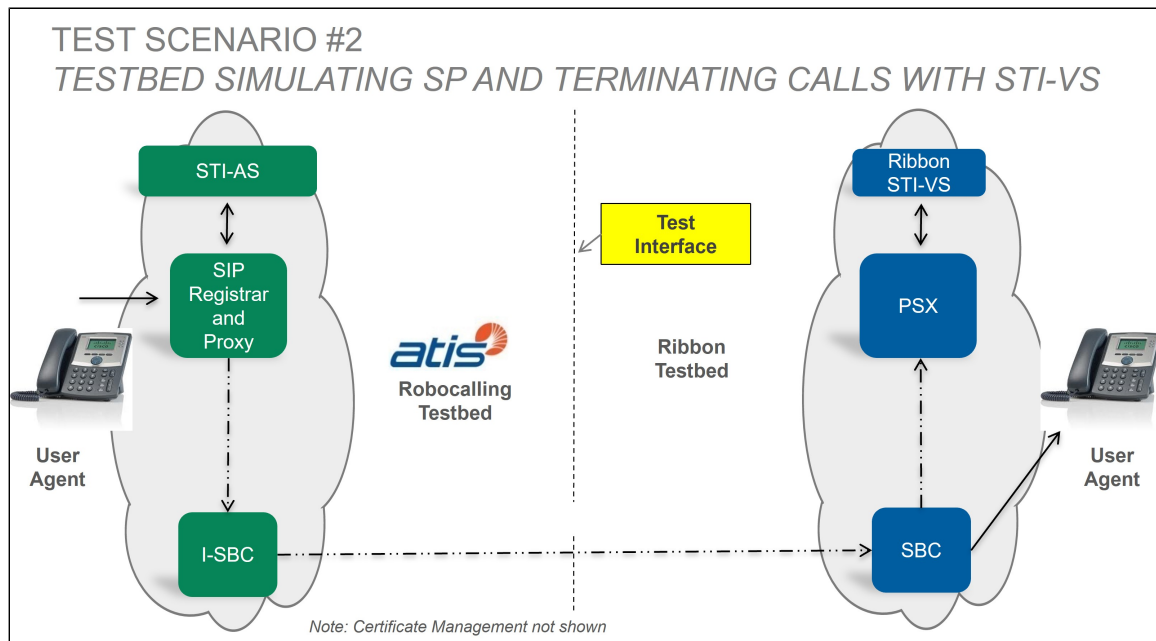 TEST SCENARIO #2
TESTBED SIMULATING SP AND TERMINATING CALLS WITH STI-VS
STI-AS
SIP
Registrar
and
Proxy
User
Agent
I-SBC
atis
Robocalling
Testbed
Test
Interface
Ribbon
Testbed
Ribbon
STI-VS
PSX
SBC
User
Agent
Note: Certificate Management not shown